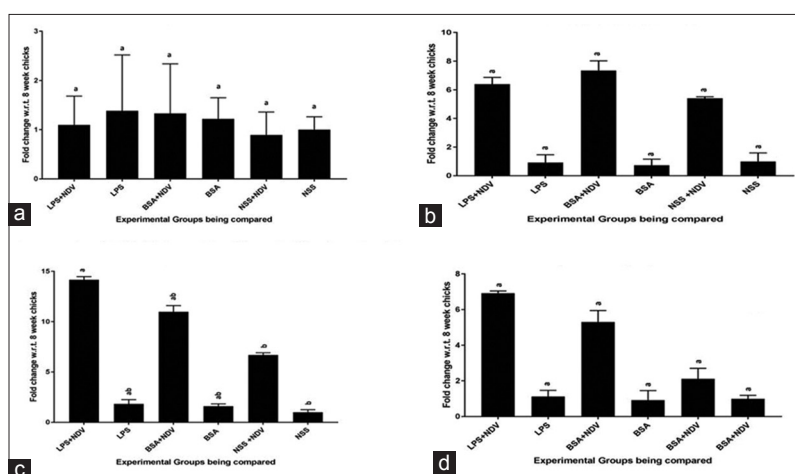 3
2
1
0
Fold change w.r.t. 8 week chicks
a a a a a a
LPS+NDV LPS BSA+NDV BSA NSS+NDV NSS
Experimental Groups being compared
a
8
6
4
2
0
Fold change w.r.t. 8 week chicks
a a a a a a
LPS+NDV LPS BSA+NDV BSA NSS+NDV NSS
Experimental Groups being compared
b
15
10
5
0
Fold change w.r.t. 8 week chicks
a ab ab ab b b
LPS+NDV LPS BSA+NDV BSA NSS +NDV NSS
Experimental Groups being compared
c
8
6
4
2
0
Fold change w.r.t. 8 week chicks
a a a a a a
LPS+NDV LPS BSA+NDV BSA BSA+NDV BSA+NDV
Experimental Groups being compared
d